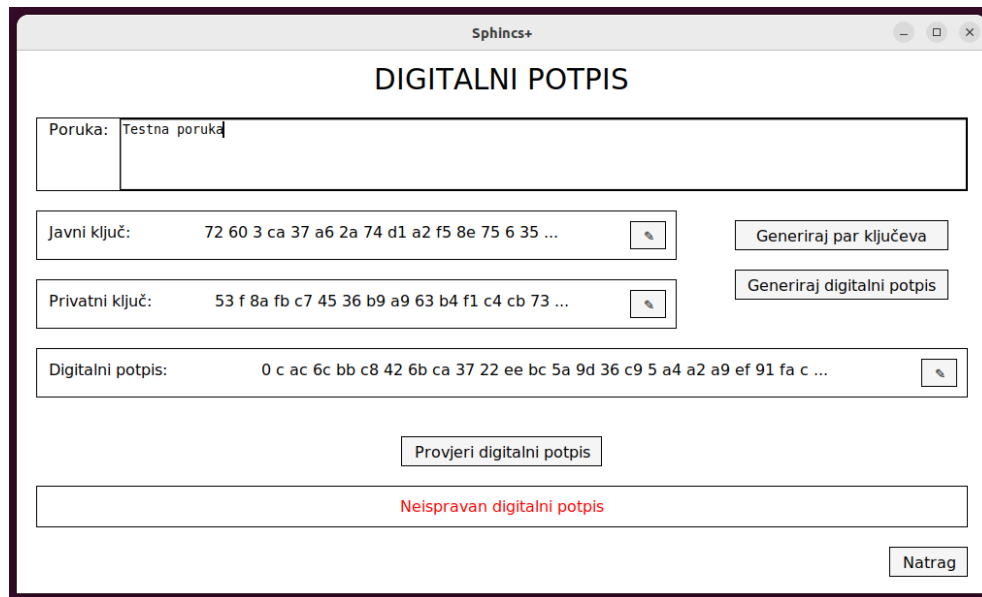 Sphincs+
DIGITALNI POTPIS
Poruka: Testna poruka
Javni ključ: 72 60 3 ca 37 a6 2a 74 d1 a2 f5 8e 75 6 35 ...
Generiraj par ključeva
Privatni ključ: 53 f 8a fb c7 45 36 b9 a9 63 b4 f1 c4 cb 73 ...
Generiraj digitalni potpis
Digitalni potpis: 0 c ac 6c bb c8 42 6b ca 37 22 ee bc 5a 9d 36 c9 5 a4 a2 a9 ef 91 fa c ...
Provjeri digitalni potpis
Neispravan digitalni potpis
Natrag